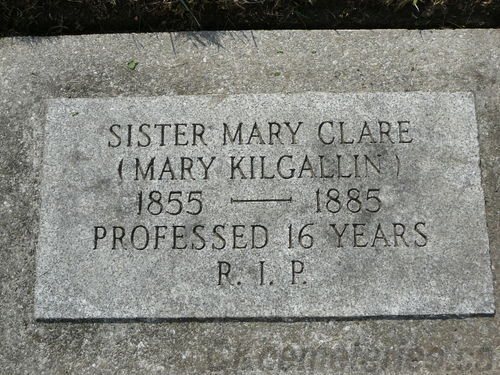 SISTER MARY CLARE
(MARY KILGALLIN)
1855 — 1885
PROFESSED 16 YEARS
R. I. P.